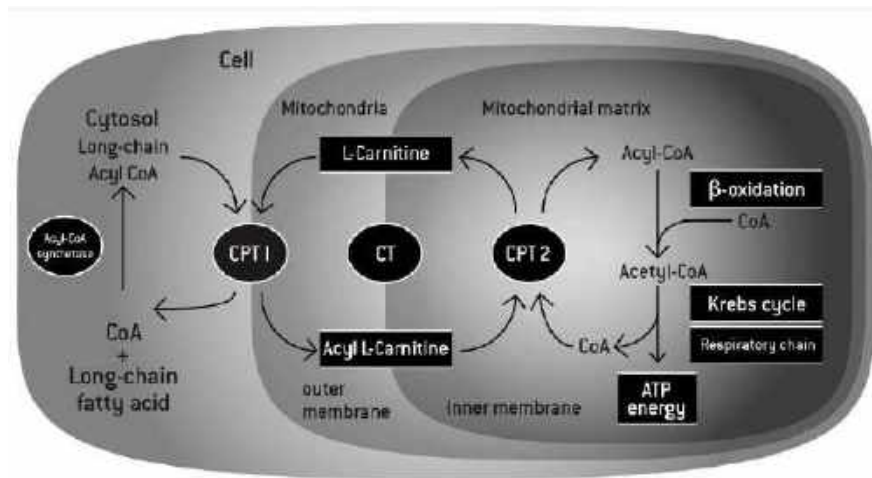 Cell
Cytosol
Long-chain
Acyl CoA
Acyl-CoA
synthetase
CoA
+
Long-chain
fatty acid
CPT 1
Mitochondria
L-Carnitine
CT
Acyl L-Carnitine
outer
membrane
Mitochondrial matrix
CPT 2
inner membrane
Acyl-CoA
β-oxidation
CoA
Acetyl-CoA
Krebs cycle
Respiratory chain
CoA
ATP
energy